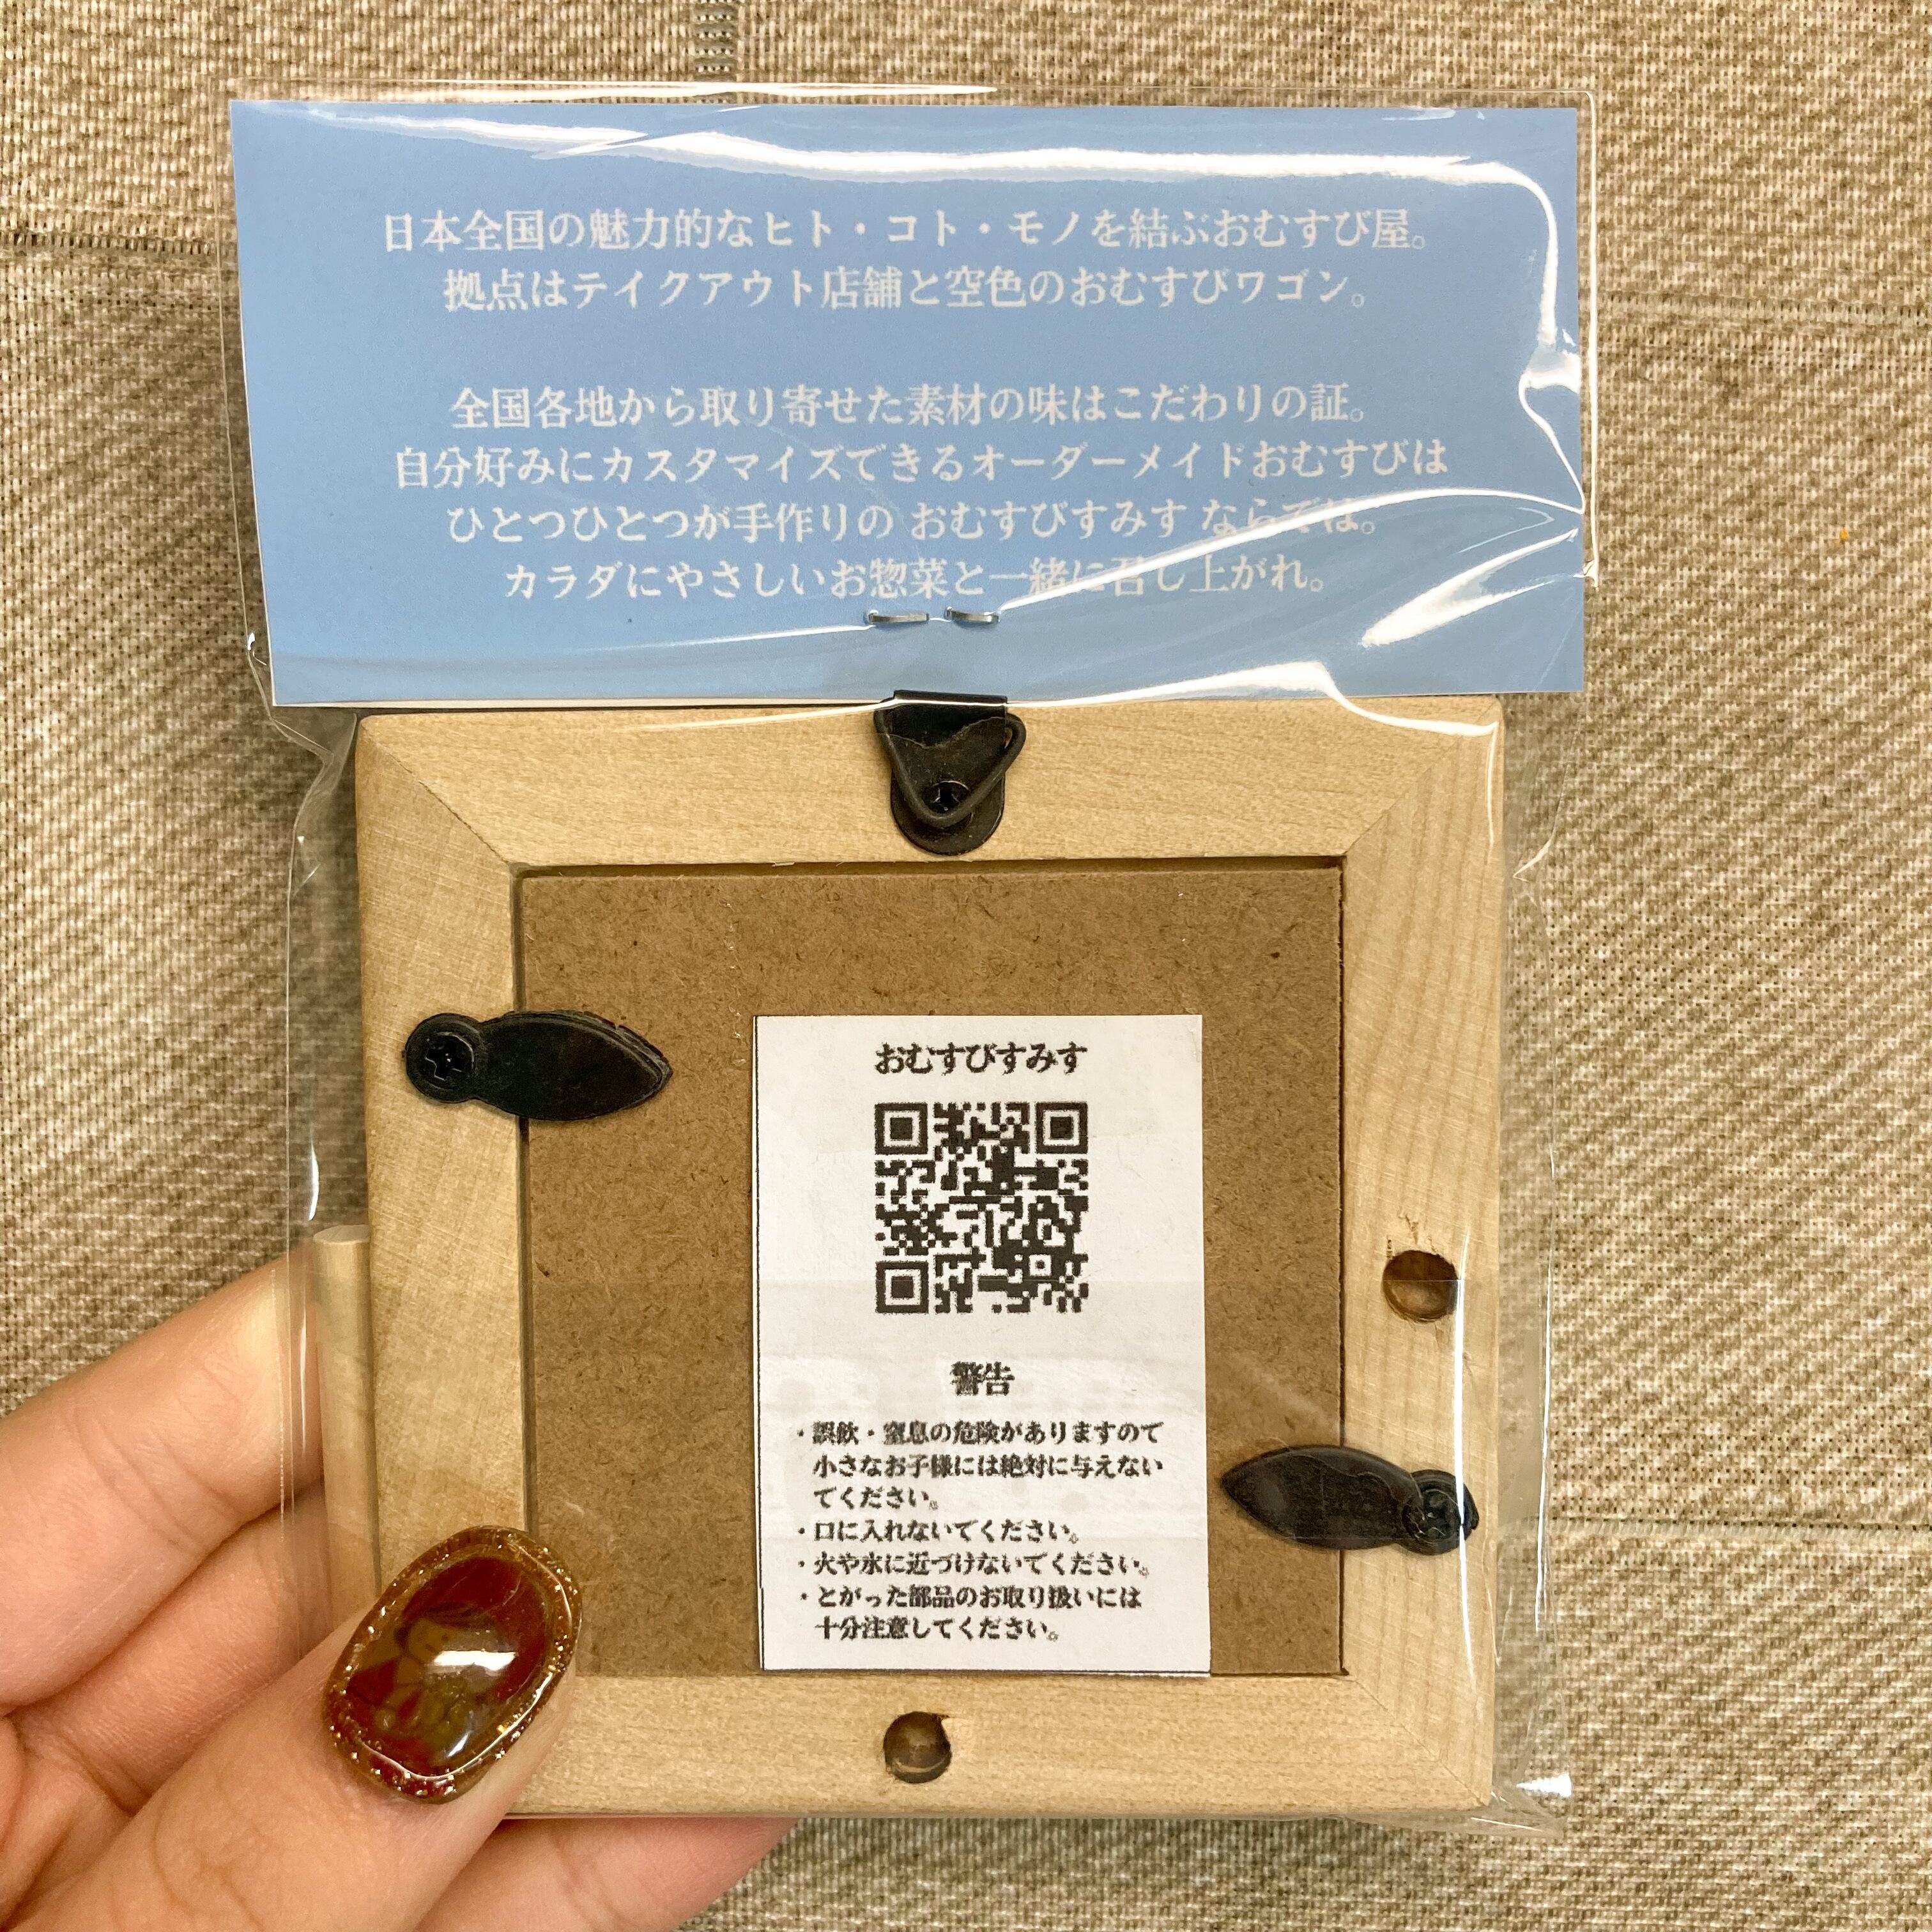 日本全国の魅力的なヒト・コト・モノを結ぶおむすび屋。
拠点はテイクアウト店舗と空色のおむすびワゴン。
全国各地から取り寄せた素材の味はこだわりの証。
自分好みにカスタマイズできるオーダーメイドおむすびは
ひとつひとつが手作りの おむすびすみす ならでは。
カラダにやさしいお惣菜と一緒に召し上がれ。
おむすびすみす
警告
・誤飲・窒息の危険がありますので
小さなお子様には絶対に与えない
でください。
・口に入れないでください。
・火や水に近づけないでください。
・とがった部品のお取り扱いには
十分注意してください。